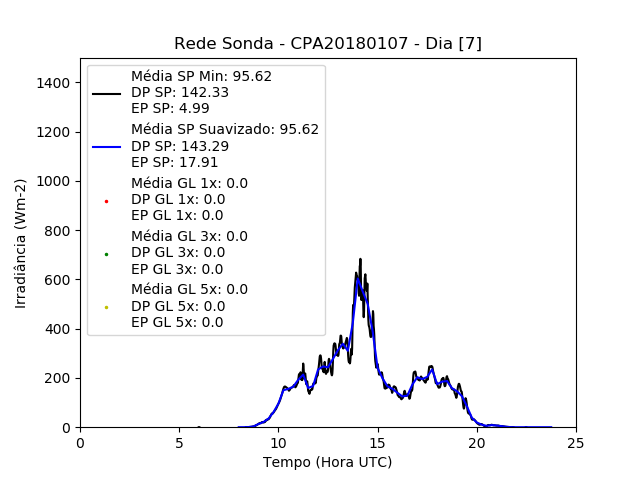 Rede Sonda - CPA20180107 - Dia [7]
Média SP Min: 95.62
DP SP: 142.33
EP SP: 4.99
Média SP Suavizado: 95.62
DP SP: 143.29
EP SP: 17.91
Média GL 1x: 0.0
DP GL 1x: 0.0
EP GL 1x: 0.0
Média GL 3x: 0.0
DP GL 3x: 0.0
EP GL 3x: 0.0
Média GL 5x: 0.0
DP GL 5x: 0.0
EP GL 5x: 0.0
Irradiância (Wm-2)
1400
1200
1000
800
600
400
200
0
0 5 10 15 20 25
Tempo (Hora UTC)